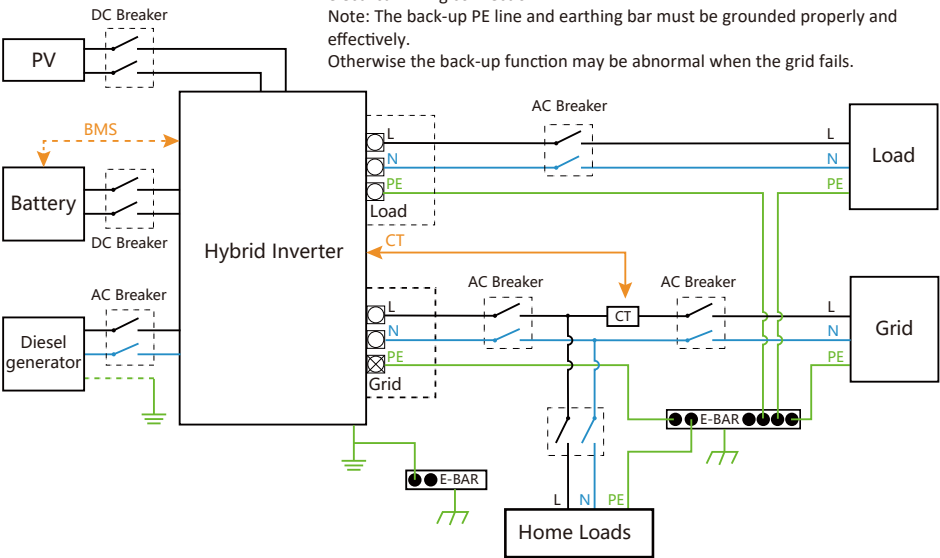 Note: The back-up PE line and earthing bar must be grounded properly and
effectively.
Otherwise the back-up function may be abnormal when the grid fails.
DC Breaker
PV
BMS
Battery
DC Breaker
AC Breaker
Diesel
generator
Hybrid Inverter
L
N
PE
Load
AC Breaker
L
N
PE
Load
CT
AC Breaker
CT
AC Breaker
L
N
PE
Grid
L
N
PE
Grid
E-BAR
E-BAR
L
N
PE
Home Loads